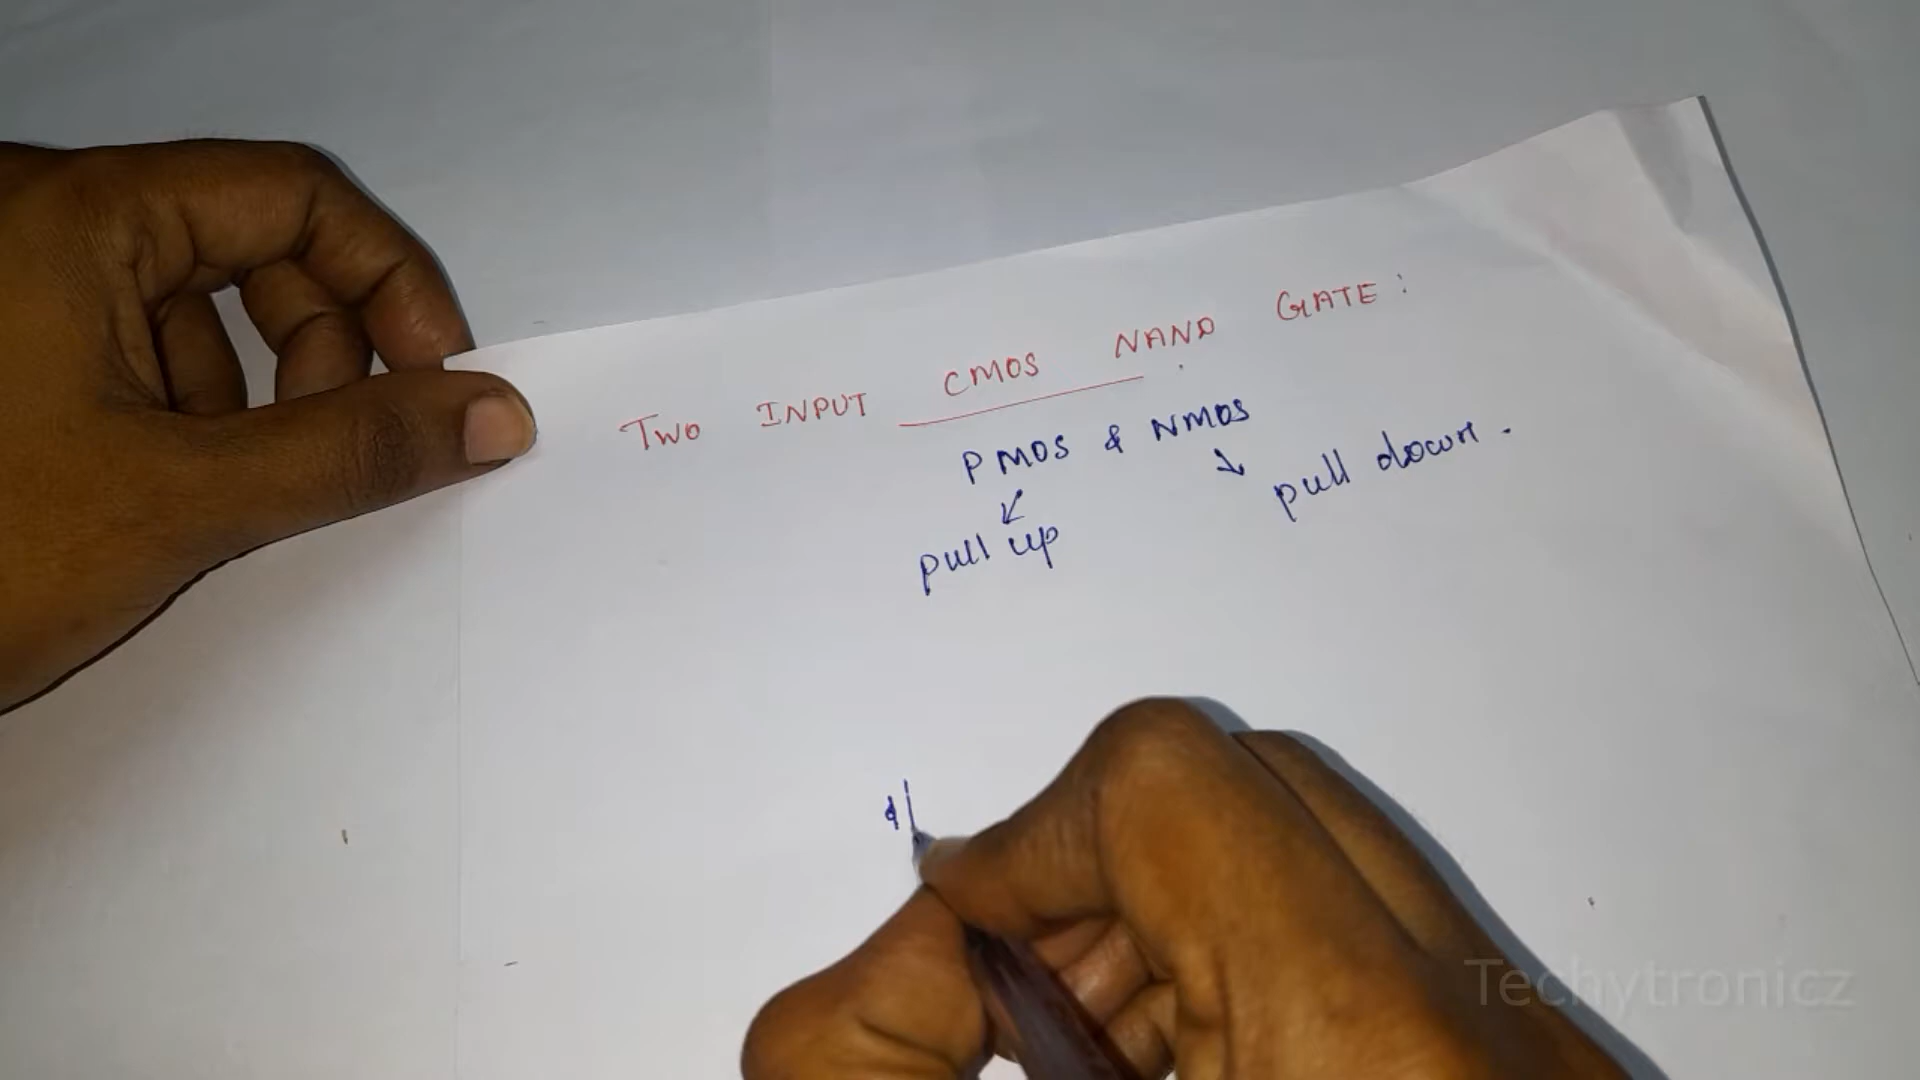 TWO INPUT CMOS NAND GATE:
PMOS & NMOS
pull up
pull down.
Techytronicz